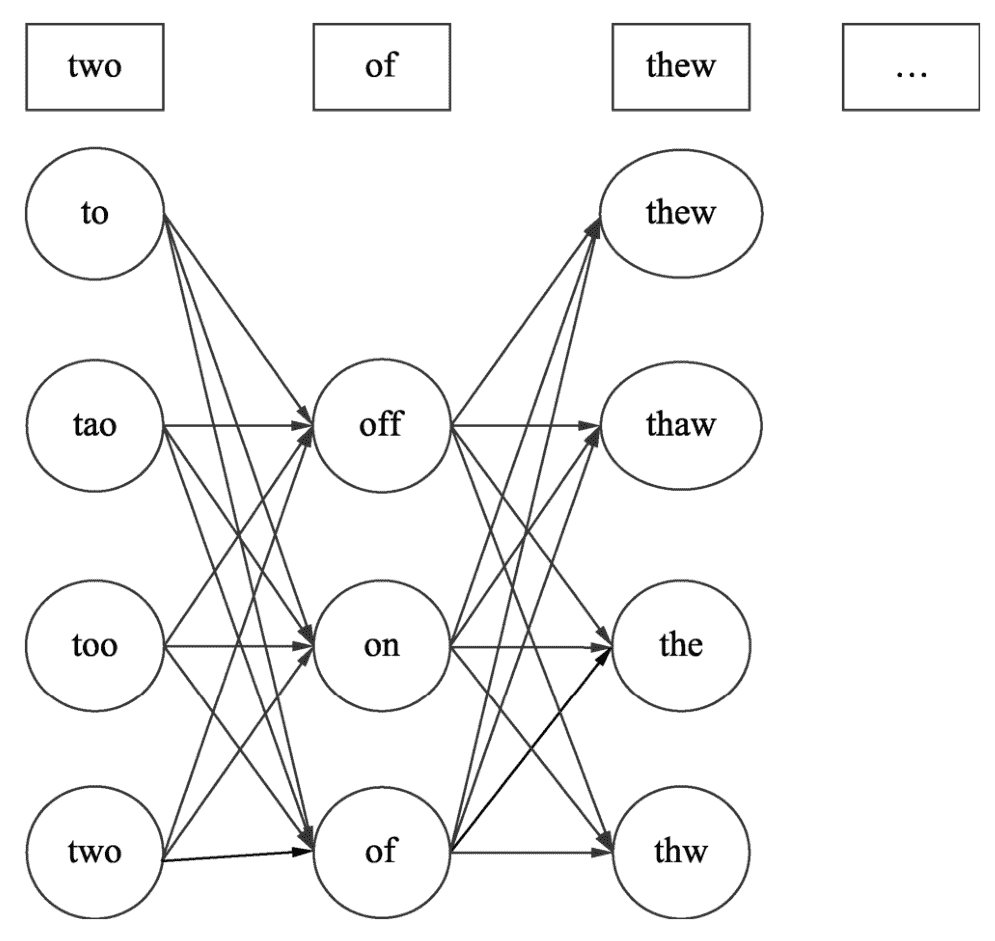 two of thew ...
to thew
tao off thaw
too on the
two of thw